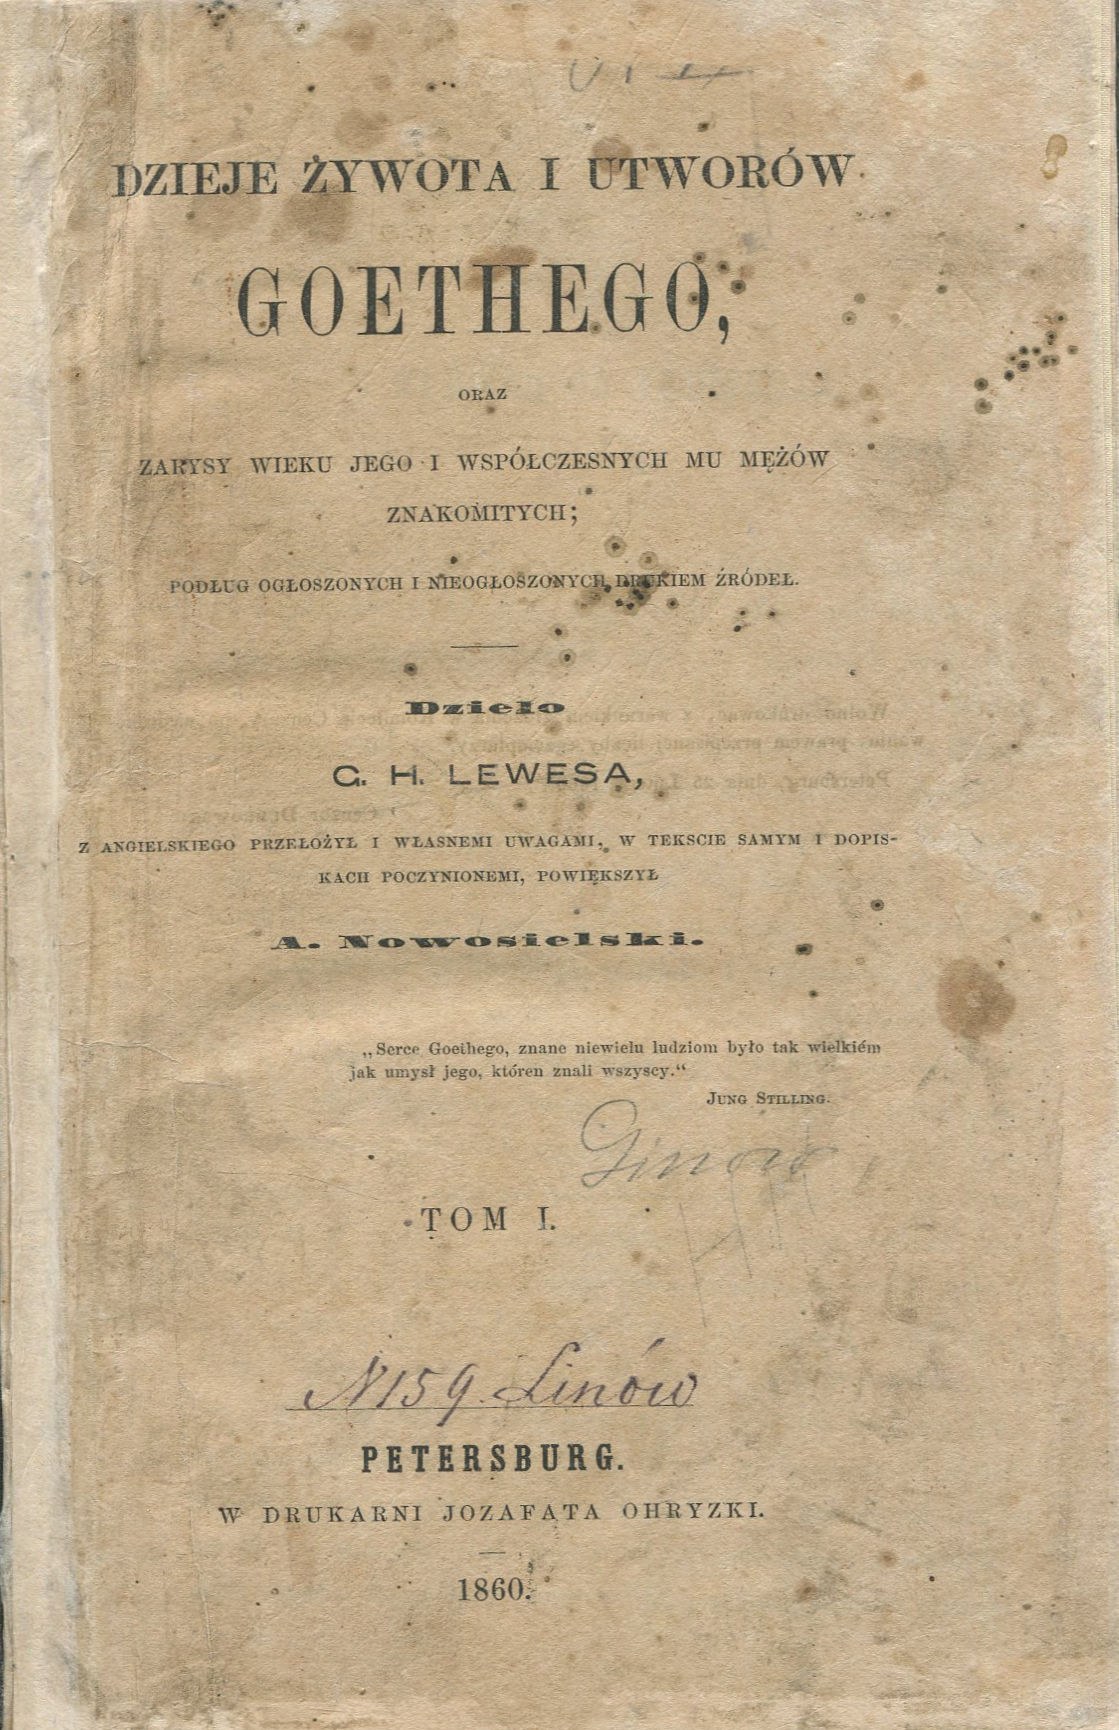 DZIEJE ŻYWOTA I UTWORÓW
GOETHEGO,
ORAZ
ZARYSY WIEKU JEGO I WSPÓŁCZESNYCH MU MĘŻÓW
ZNAKOMITYCH;
PODŁUG OGŁOSZONYCH I NIEOGŁOSZONYCH DRUKIEM ŹRÓDEŁ.
Dzieło
G. H. LEWESA,
Z ANGIELSKIEGO PRZEŁOŻYŁ I WŁASNEMI UWAGAMI, W TEKSCIE SAMYM I DOPIS-
KACH POCZYNIONEMI, POWIĘKSZYŁ
A. Nowosielski.
„Serce Goethego, znane niewielu ludziom było tak wielkiém
jak umysł jego, któren znali wszyscy.“
JUNG STILLING.
Linów
TOM I.
N159. Linów
PETERSBURG.
W DRUKARNI JOZAFATA OHRYZKI.
1860.